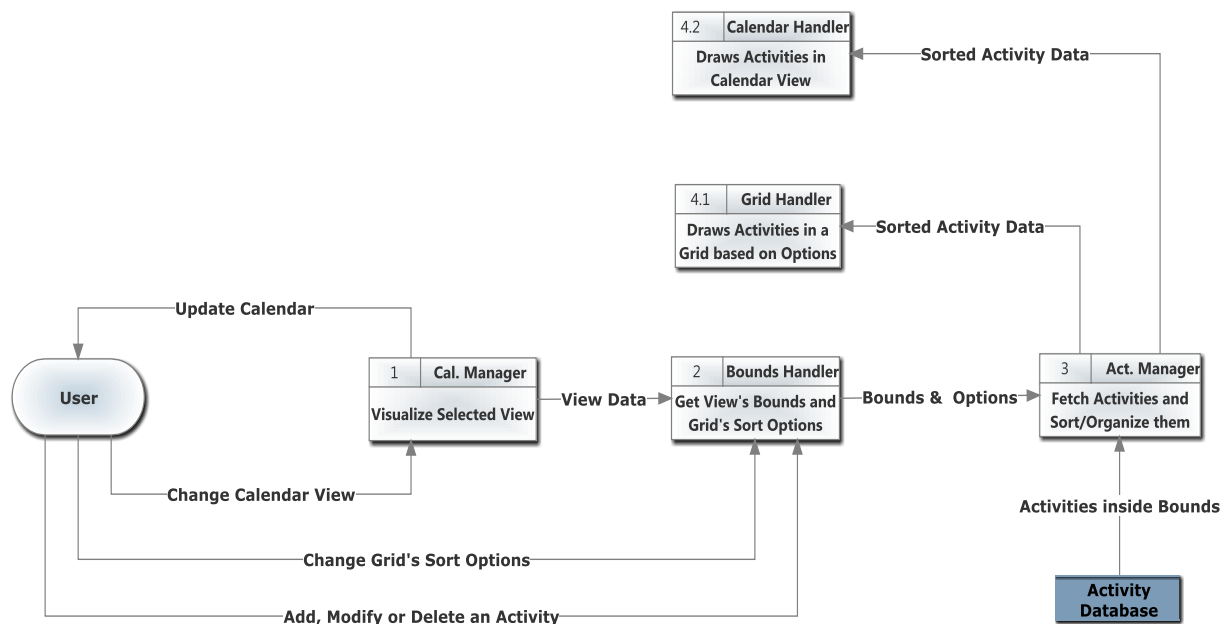 4.2 Calendar Handler
Draws Activities in
Calendar View
Sorted Activity Data
4.1 Grid Handler
Draws Activities in a
Grid based on Options
Sorted Activity Data
Update Calendar
User
1 Cal. Manager
Visualize Selected View
View Data
2 Bounds Handler
Get View's Bounds and
Grid's Sort Options
Bounds & Options
3 Act. Manager
Fetch Activities and
Sort/Organize them
Change Calendar View
Activities inside Bounds
Change Grid's Sort Options
Add, Modify or Delete an Activity
Activity
Database